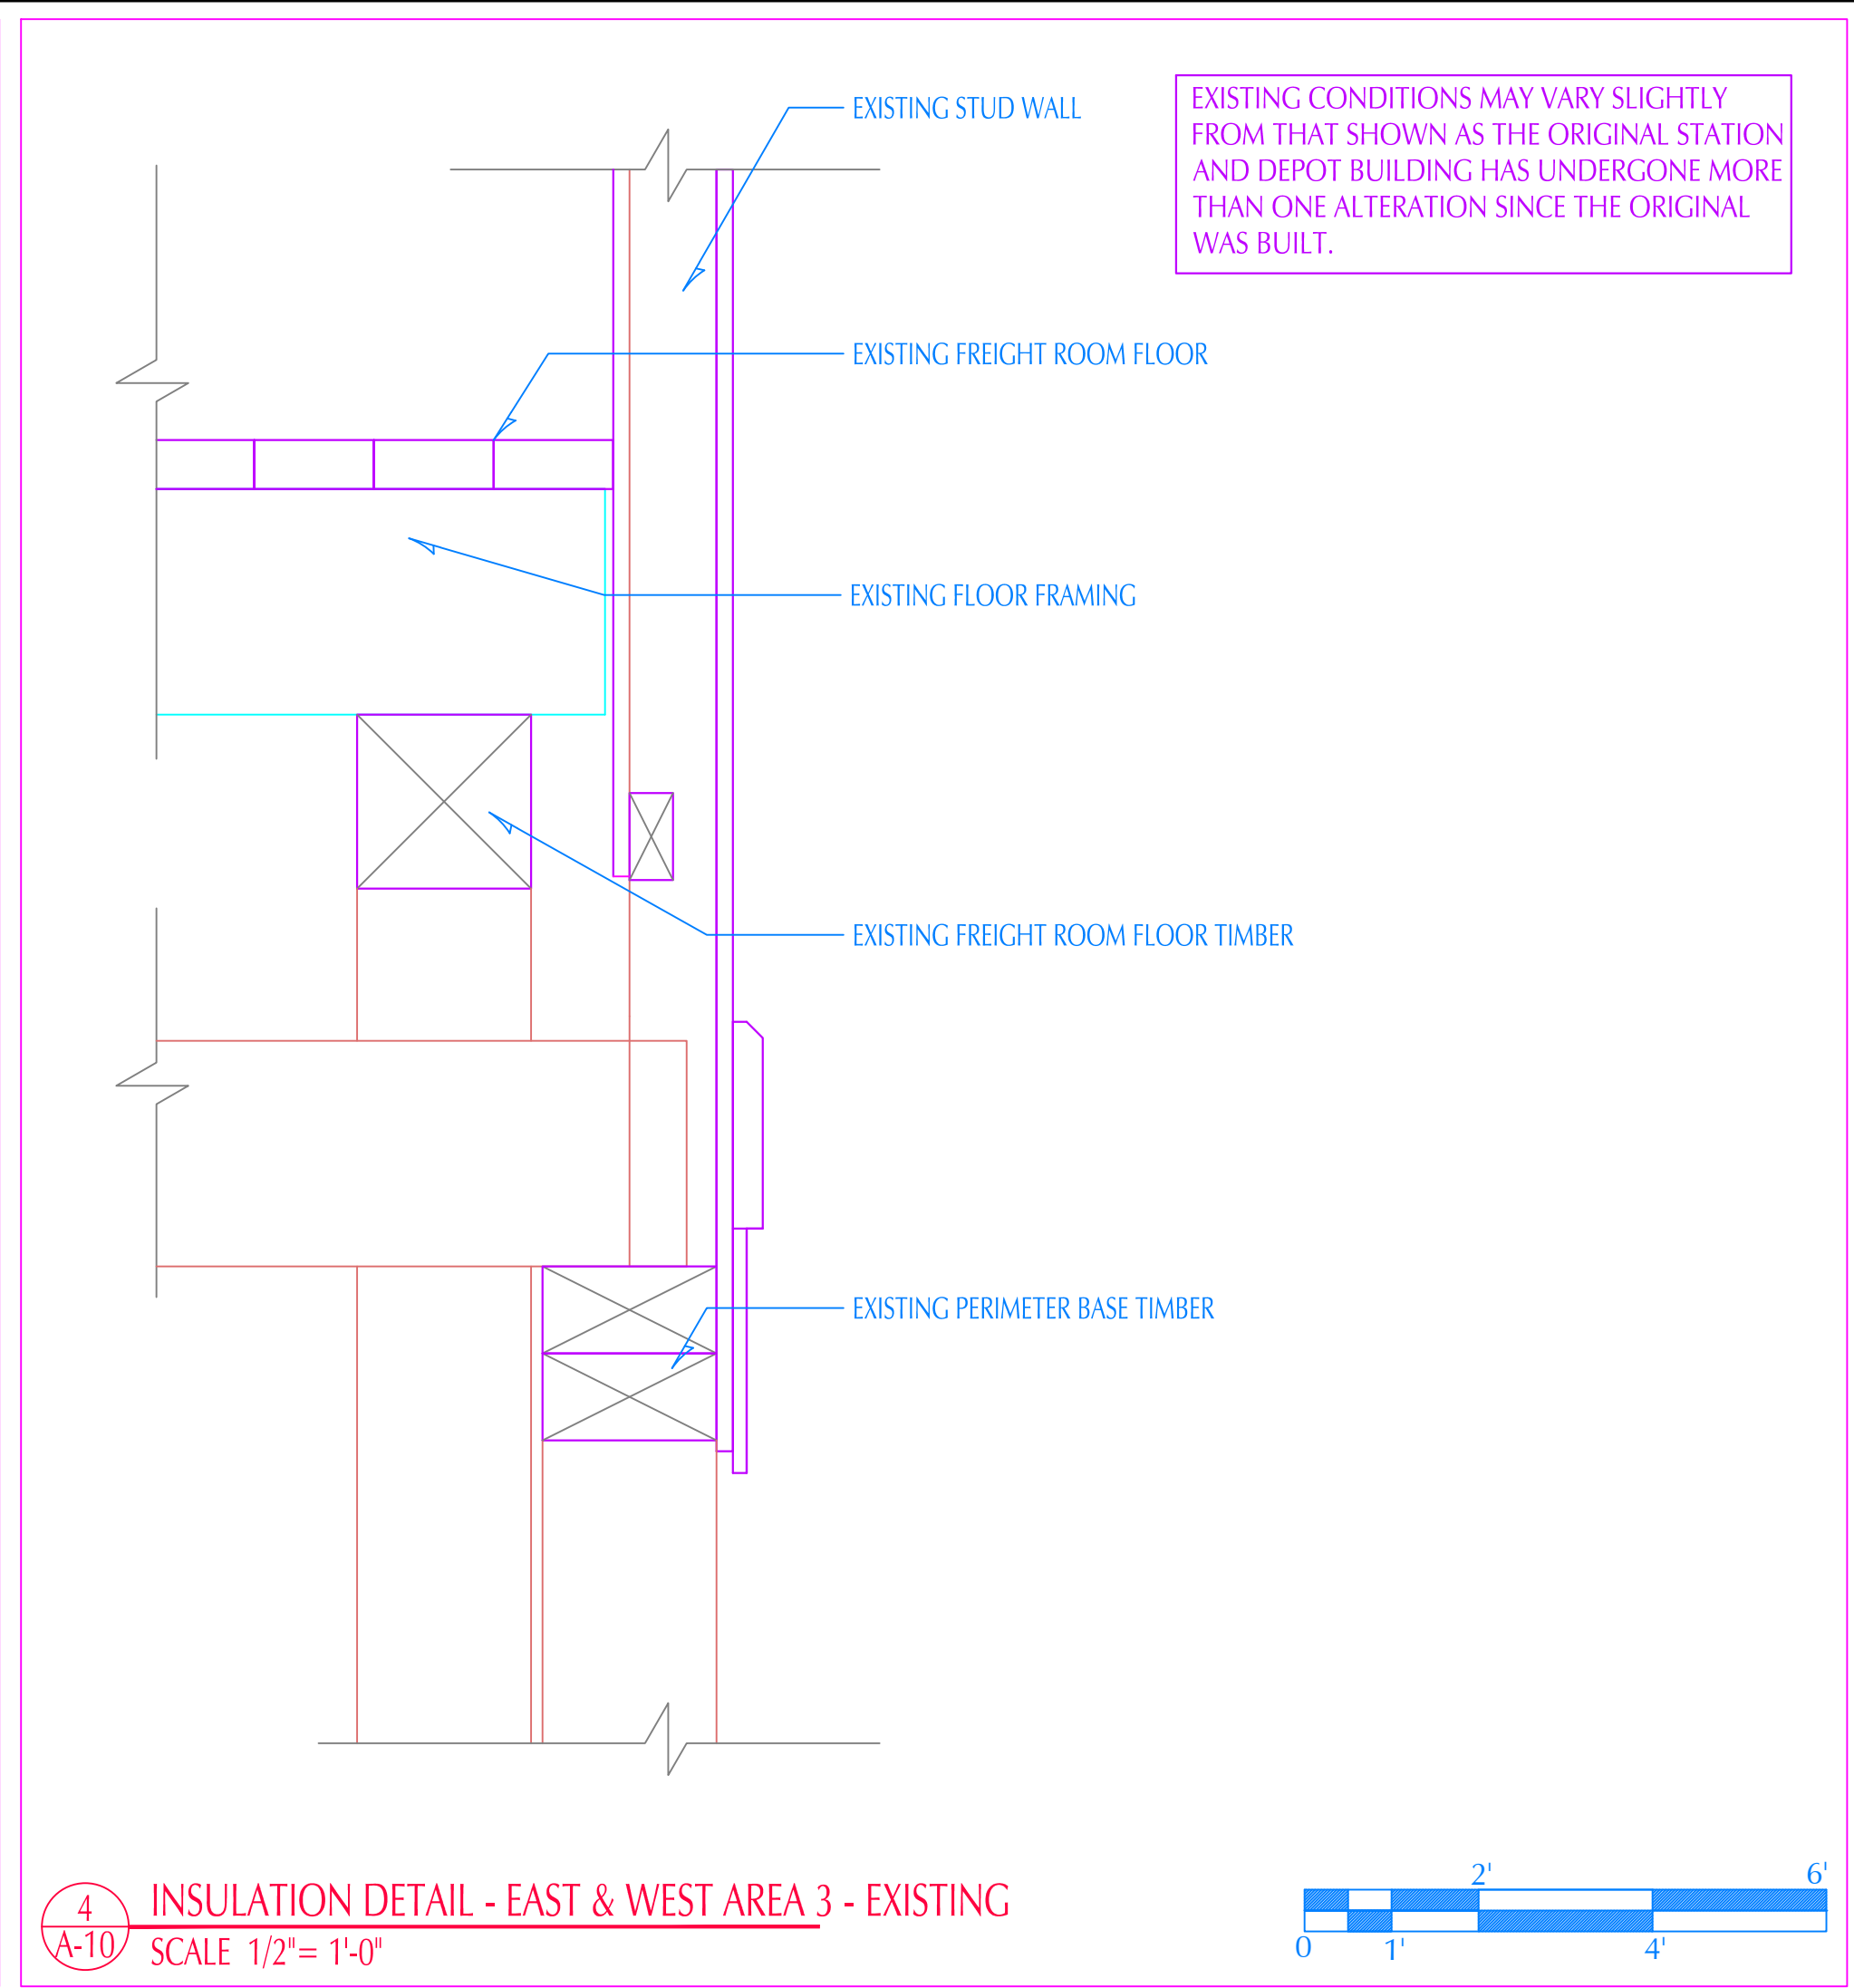 EXISTING STUD WALL
EXISTING CONDITIONS MAY VARY SLIGHTLY
FROM THAT SHOWN AS THE ORIGINAL STATION
AND DEPOT BUILDING HAS UNDERGONE MORE
THAN ONE ALTERATION SINCE THE ORIGINAL
WAS BUILT.
EXISTING FREIGHT ROOM FLOOR
EXISTING FLOOR FRAMING
EXISTING FREIGHT ROOM FLOOR TIMBER
EXISTING PERIMETER BASE TIMBER
4
A-10
INSULATION DETAIL - EAST & WEST AREA 3 - EXISTING
SCALE 1/2"= 1'-0"
2' 6'
0 1' 4'